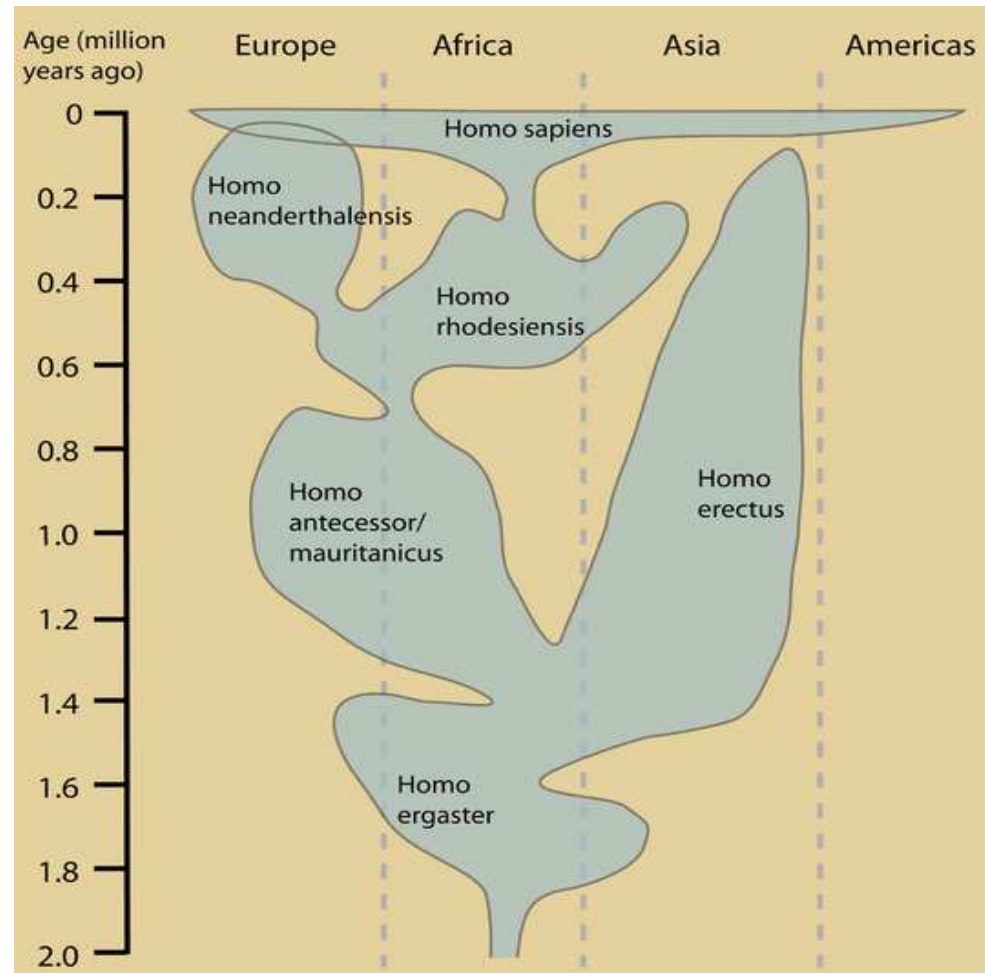 Age (million
years ago)
Europe
Africa
Asia
Americas
0
Homo sapiens
Homo
neanderthalensis
0.2
0.4
Homo
rhodesiensis
0.6
0.8
Homo
erectus
Homo
antecessor/
mauritanicus
1.0
1.2
1.4
1.6
Homo
ergaster
1.8
2.0